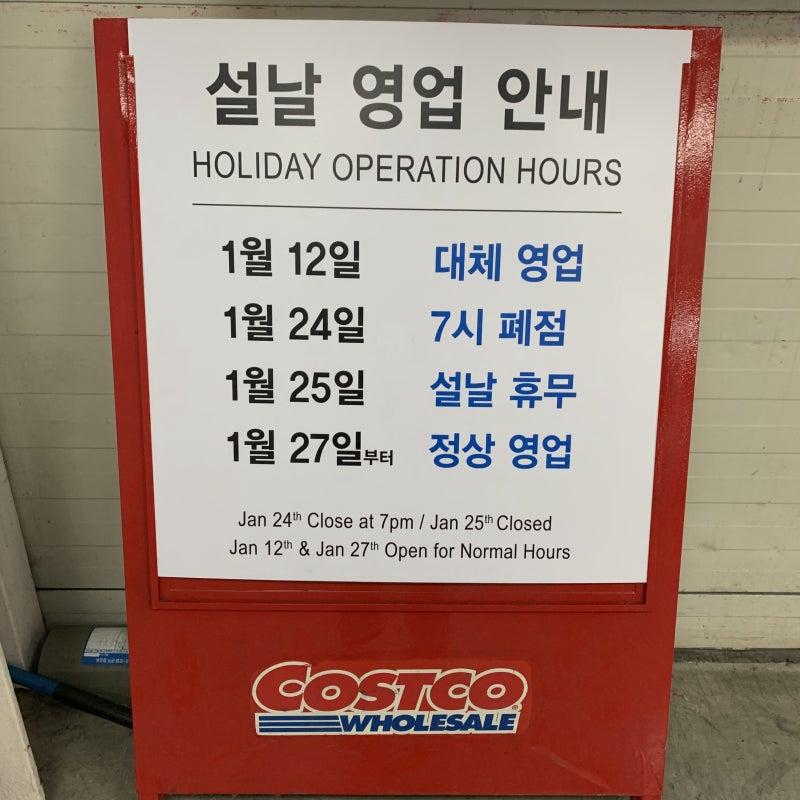 설날 영업 안내
HOLIDAY OPERATION HOURS
1월 12일 대체 영업
1월 24일 7시 폐점
1월 25일 설날 휴무
1월 27일부터 정상 영업
Jan 24th Close at 7pm / Jan 25th Closed
Jan 12th & Jan 27th Open for Normal Hours
COSTCO
WHOLESALE